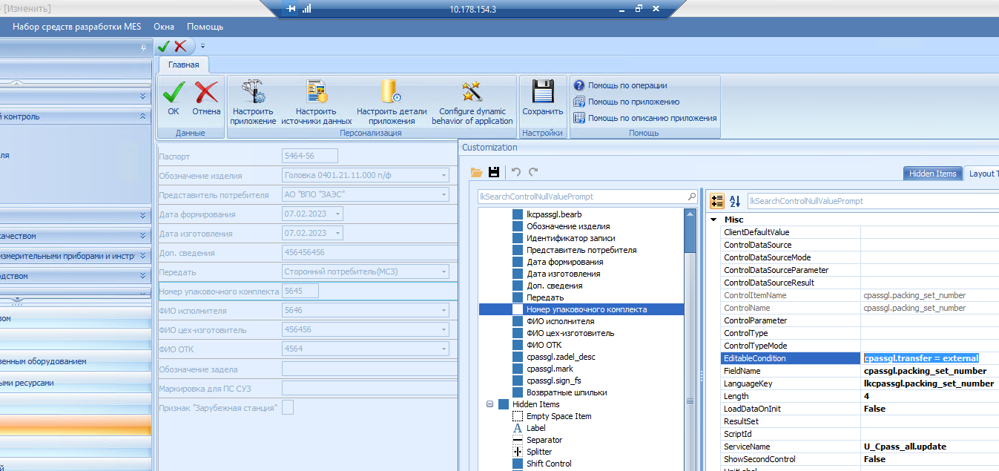 [Изменить]
10.178.154.3
Набор средств разработки MES Окна Помощь
Главная
ОК
Отмена
Настроить приложение
Настроить источники данных
Настроить детали приложения
Configure dynamic behavior of application
Сохранить
Помощь по операции
Помощь по приложению
Помощь по описанию приложения
Данные
Персонализация
Настройки
Помощь
й контроль
ля
качеством
измерительными приборами и инстр
одством
вом
венным оборудованием
ыми ресурсами
й
Паспорт 5464-56
Обозначение изделия Головка 0401.21.11.000 п/ф
Представитель потребителя АО "ВПО "ЗАЭС"
Дата формирования 07.02.2023
Дата изготовления 07.02.2023
Доп. сведения 456456456
Передать Сторонний потребитель(МСЗ)
Номер упаковочного комплекта 5645
ФИО исполнителя 5646
ФИО цех-изготовитель 456456
ФИО ОТК 4564
Обозначение задела
Маркировка для ПС СУЗ
Признак "Зарубежная станция"
Customization
Hidden Items Layout T
lkSearchControlNullValuePrompt
lkcpassgl.bearb
Обозначение изделия
Идентификатор записи
Представитель потребителя
Дата формирования
Дата изготовления
Доп. сведения
Передать
Номер упаковочного комплекта
ФИО исполнителя
ФИО цех-изготовитель
ФИО ОТК
cpassgl.zadel_desc
cpassgl.mark
cpassgl.sign_fs
Возвратные шпильки
Hidden Items
Empty Space Item
A Label
Separator
Splitter
Shift Control
lkSearchControlNullValuePrompt
Misc
ClientDefaultValue
ControlDataSource
ControlDataSourceMode
ControlDataSourceParameter
ControlDataSourceResult
ControlItemName cpassgl.packing_set_number
ControlName cpassgl.packing_set_number
ControlParameter
ControlType
ControlTypeMode
EditableCondition cpassgl.transfer = external
FieldName cpassgl.packing_set_number
LanguageKey lkcpassgl.packing_set_number
Length 4
LoadDataOnInit False
ResultSet
ScriptId
ServiceName U_Cpass_all.update
ShowSecondControl False